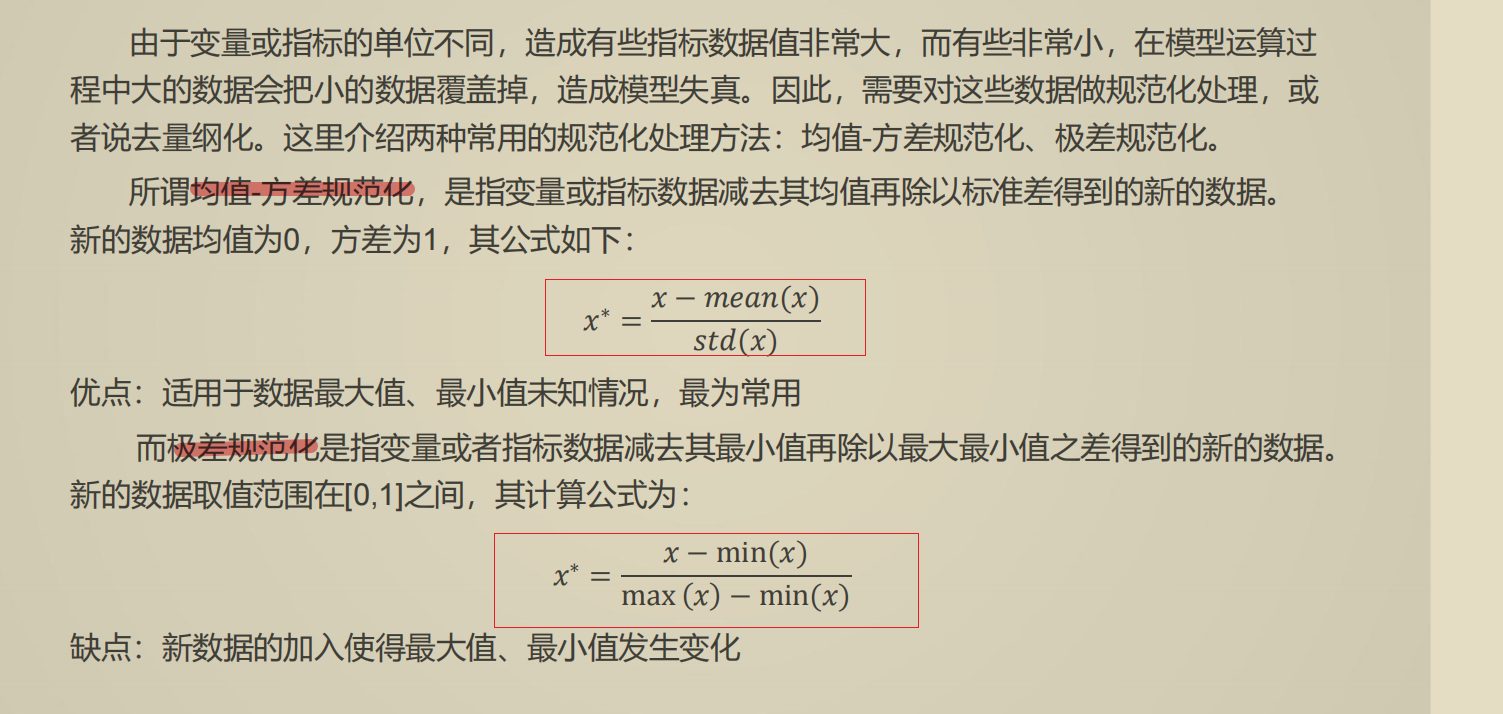 由于变量或指标的单位不同，造成有些指标数据值非常大，而有些非常小，在模型运算过
程中大的数据会把小的数据覆盖掉，造成模型失真。因此，需要对这些数据做规范化处理，或
者说去量纲化。这里介绍两种常用的规范化处理方法：均值-方差规范化、极差规范化。
所谓均值-方差规范化，是指变量或指标数据减去其均值再除以标准差得到的新的数据。
新的数据均值为0，方差为1，其公式如下：
x* = (x − mean(x)) / std(x)
优点：适用于数据最大值、最小值未知情况，最为常用
而极差规范化是指变量或者指标数据减去其最小值再除以最大最小值之差得到的新的数据。
新的数据取值范围在[0,1]之间，其计算公式为：
x* = (x − min(x)) / (max (x) − min(x))
缺点：新数据的加入使得最大值、最小值发生变化